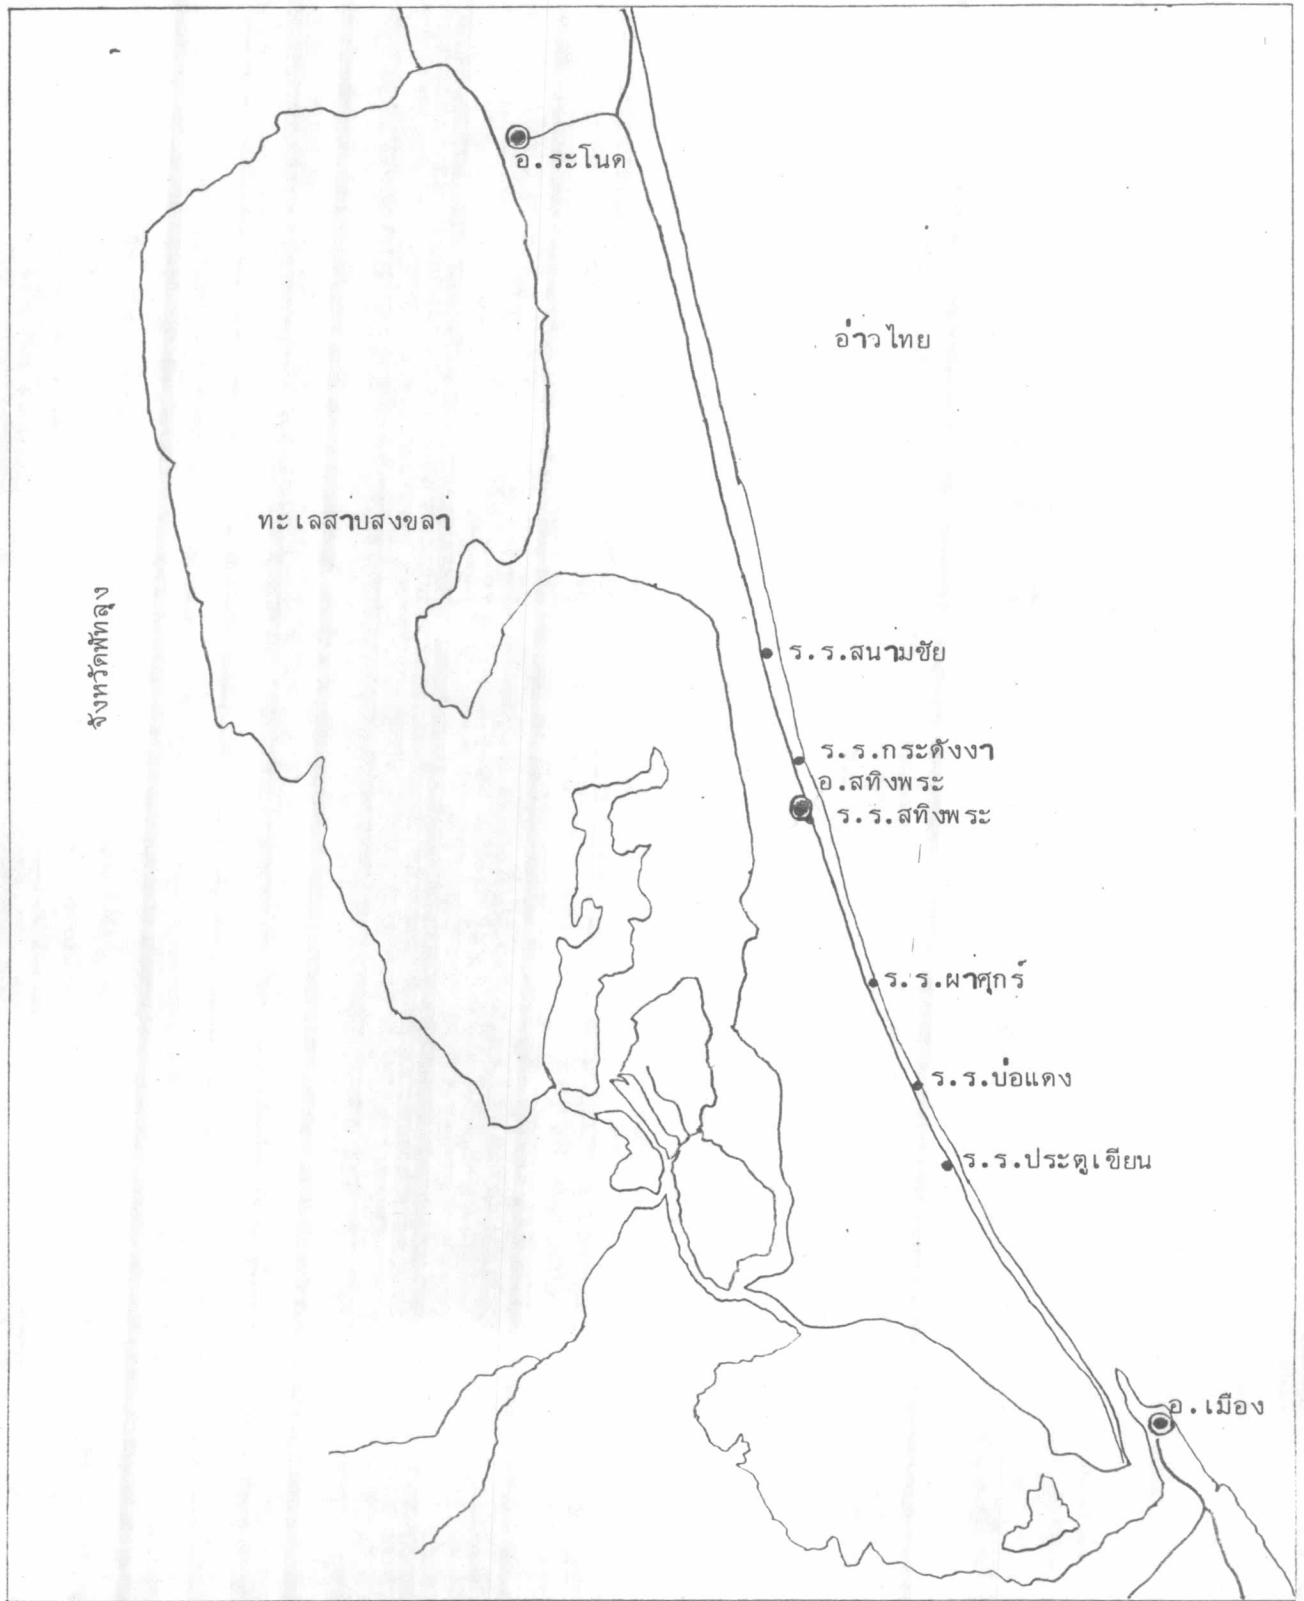 อ.ระโนด
อ่าวไทย
ทะเลสาบสงขลา
จังหวัดพัทลุง
ร.ร.สนามชัย
ร.ร.กระดังงา
อ.สทิงพระ
ร.ร.สทิงพระ
ร.ร.ผาศุกร์
ร.ร.บ่อแดง
ร.ร.ประตูเขียน
อ.เมือง